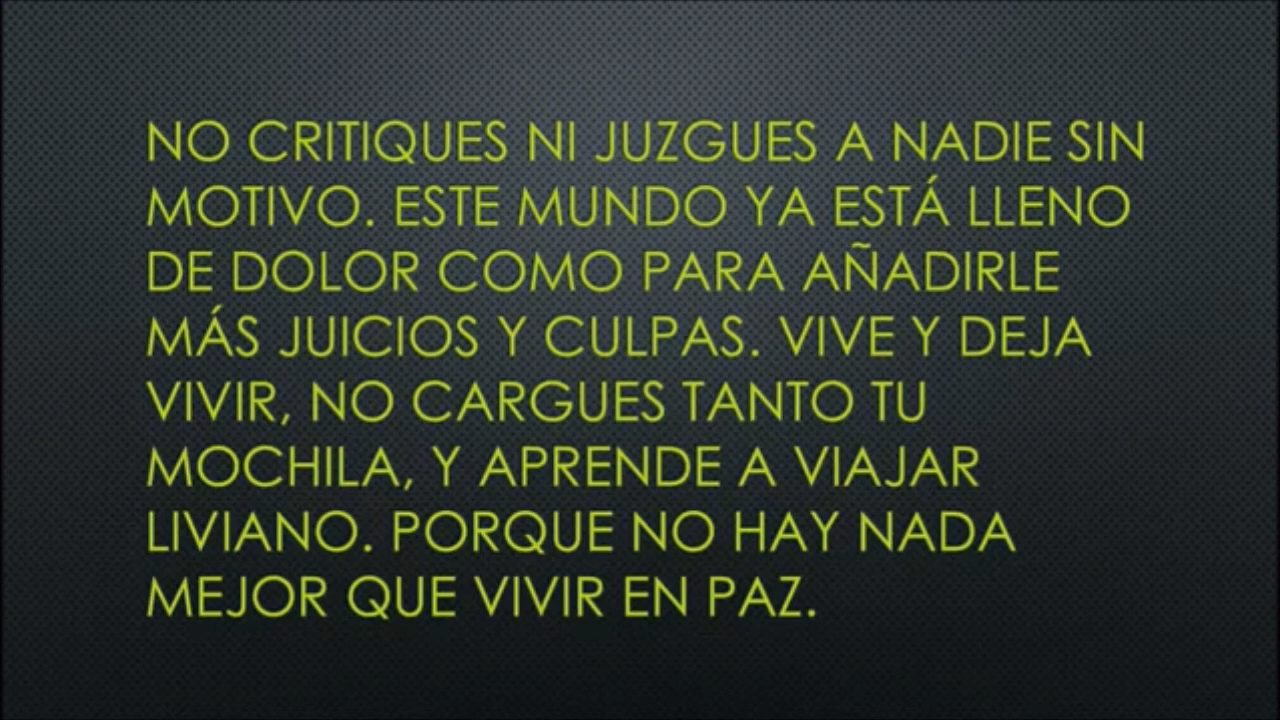 NO CRITIQUES NI JUZGUES A NADIE SIN
MOTIVO. ESTE MUNDO YA ESTÁ LLENO
DE DOLOR COMO PARA AÑADIRLE
MÁS JUICIOS Y CULPAS. VIVE Y DEJA
VIVIR, NO CARGUES TANTO TU
MOCHILA, Y APRENDE A VIAJAR
LIVIANO. PORQUE NO HAY NADA
MEJOR QUE VIVIR EN PAZ.